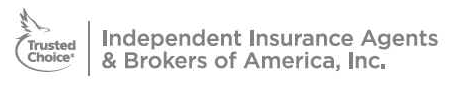 Trusted
Choice®
Independent Insurance Agents
& Brokers of America, Inc.